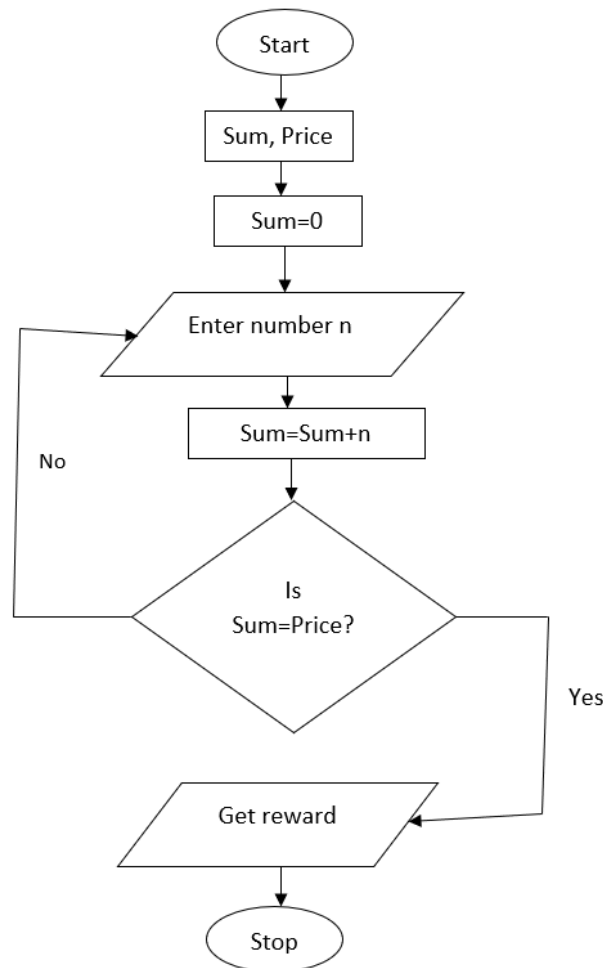 Start
Sum, Price
Sum=0
Enter number n
Sum=Sum+n
No
Is
Sum=Price?
Yes
Get reward
Stop